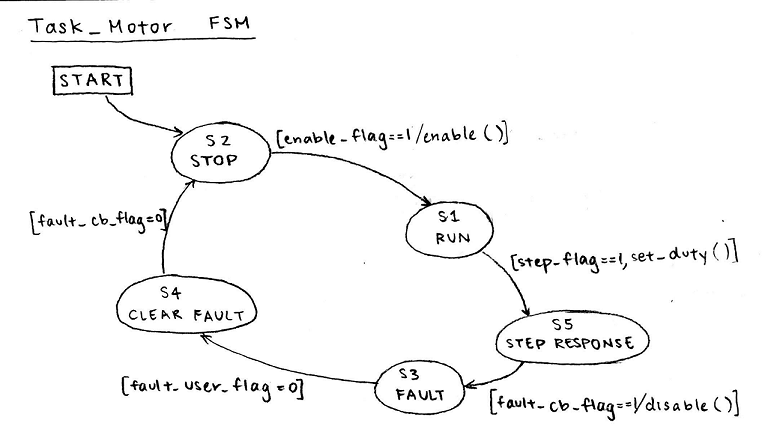 Task_Motor FSM
START
S2
STOP
[enable_flag==1/enable()]
[fault_cb_flag=0]
S1
RUN
[step_flag==1,set_duty()]
S4
CLEAR FAULT
S5
STEP RESPONSE
S3
FAULT
[fault_user_flag=0]
[fault_cb_flag==1/disable()]